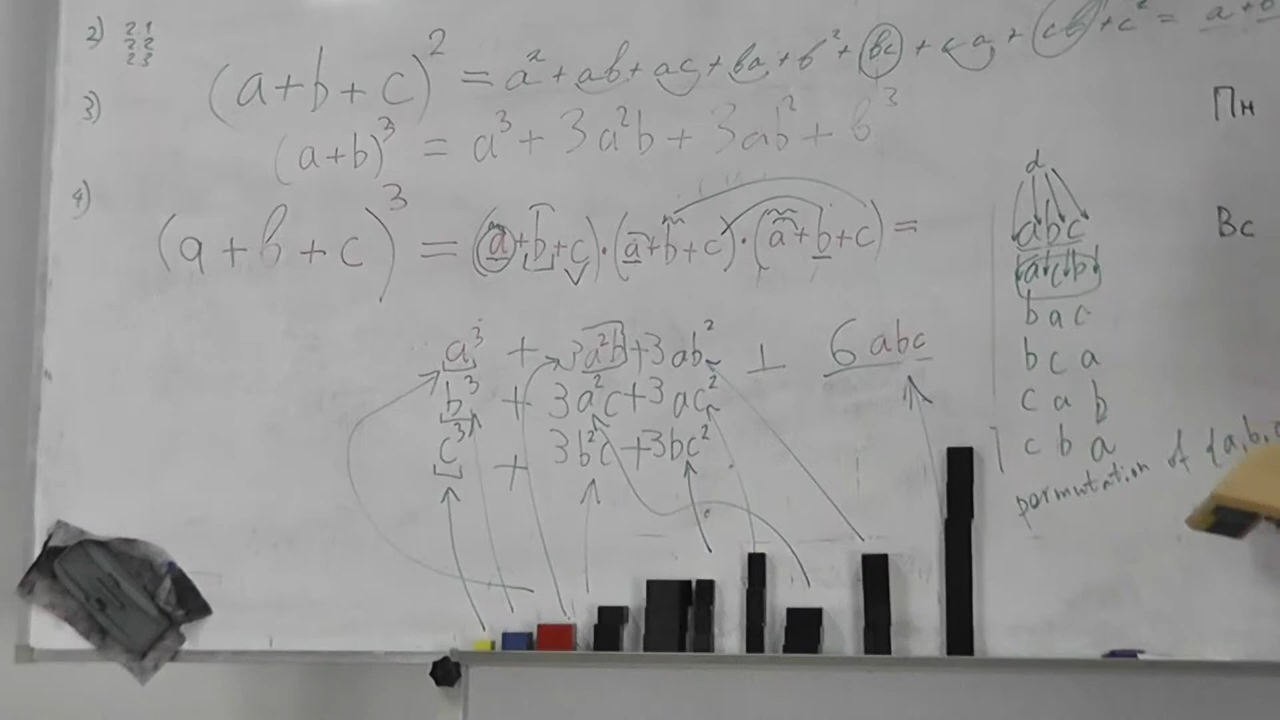 2) 2.1
2.2
2.3
(a+b+c)² = a² + ab + ac + ba + b² + bc + ca + cb + c² =
3)
(a+b)³ = a³ + 3a²b + 3ab² + b³
4)
(a+b+c)³ = (a+b+c)·(a+b+c)·(a+b+c) =
a³ + 3a²b + 3ab² + 6abc
b³ + 3a²c + 3ac²
c³ + 3b²c + 3bc²
d
abc
acb
bac
bca
cab
cba
permutation of {a,b,
Пн
Вс